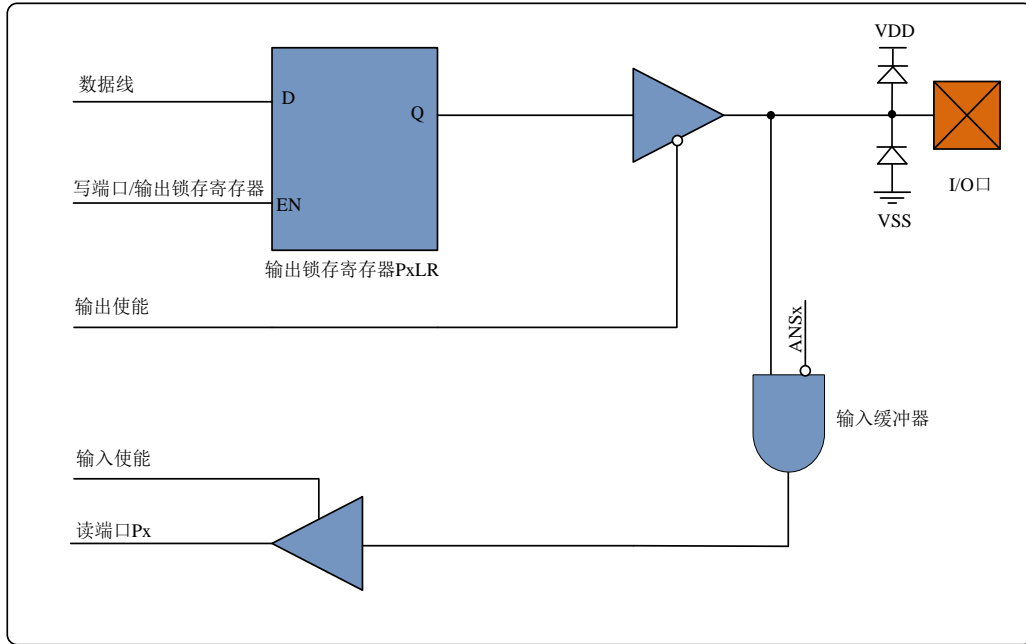 VDD
数据线
D
Q
写端口/输出锁存寄存器
EN
I/O口
VSS
输出锁存寄存器PxLR
输出使能
ANSx
输入缓冲器
输入使能
读端口Px